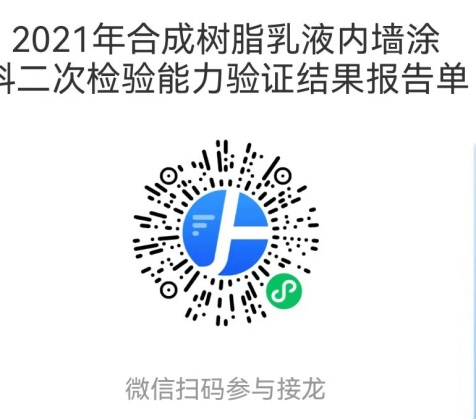 2021年合成树脂乳液内墙涂
料二次检验能力验证结果报告单
微信扫码参与接龙